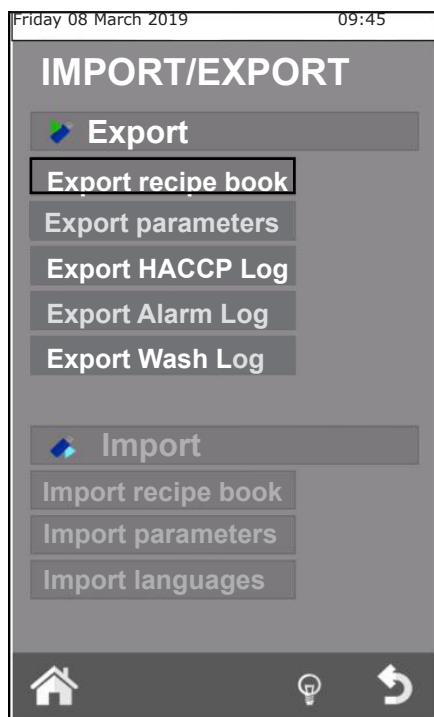 Friday 08 March 2019 09:45
IMPORT/EXPORT
Export
Export recipe book
Export parameters
Export HACCP Log
Export Alarm Log
Export Wash Log
Import
Import recipe book
Import parameters
Import languages